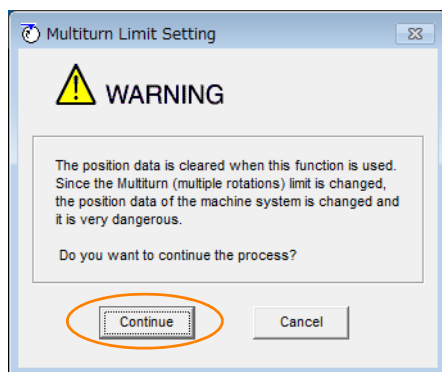 Multiturn Limit Setting
WARNING
The position data is cleared when this function is used.
Since the Multiturn (multiple rotations) limit is changed,
the position data of the machine system is changed and
it is very dangerous.
Do you want to continue the process?
Continue Cancel